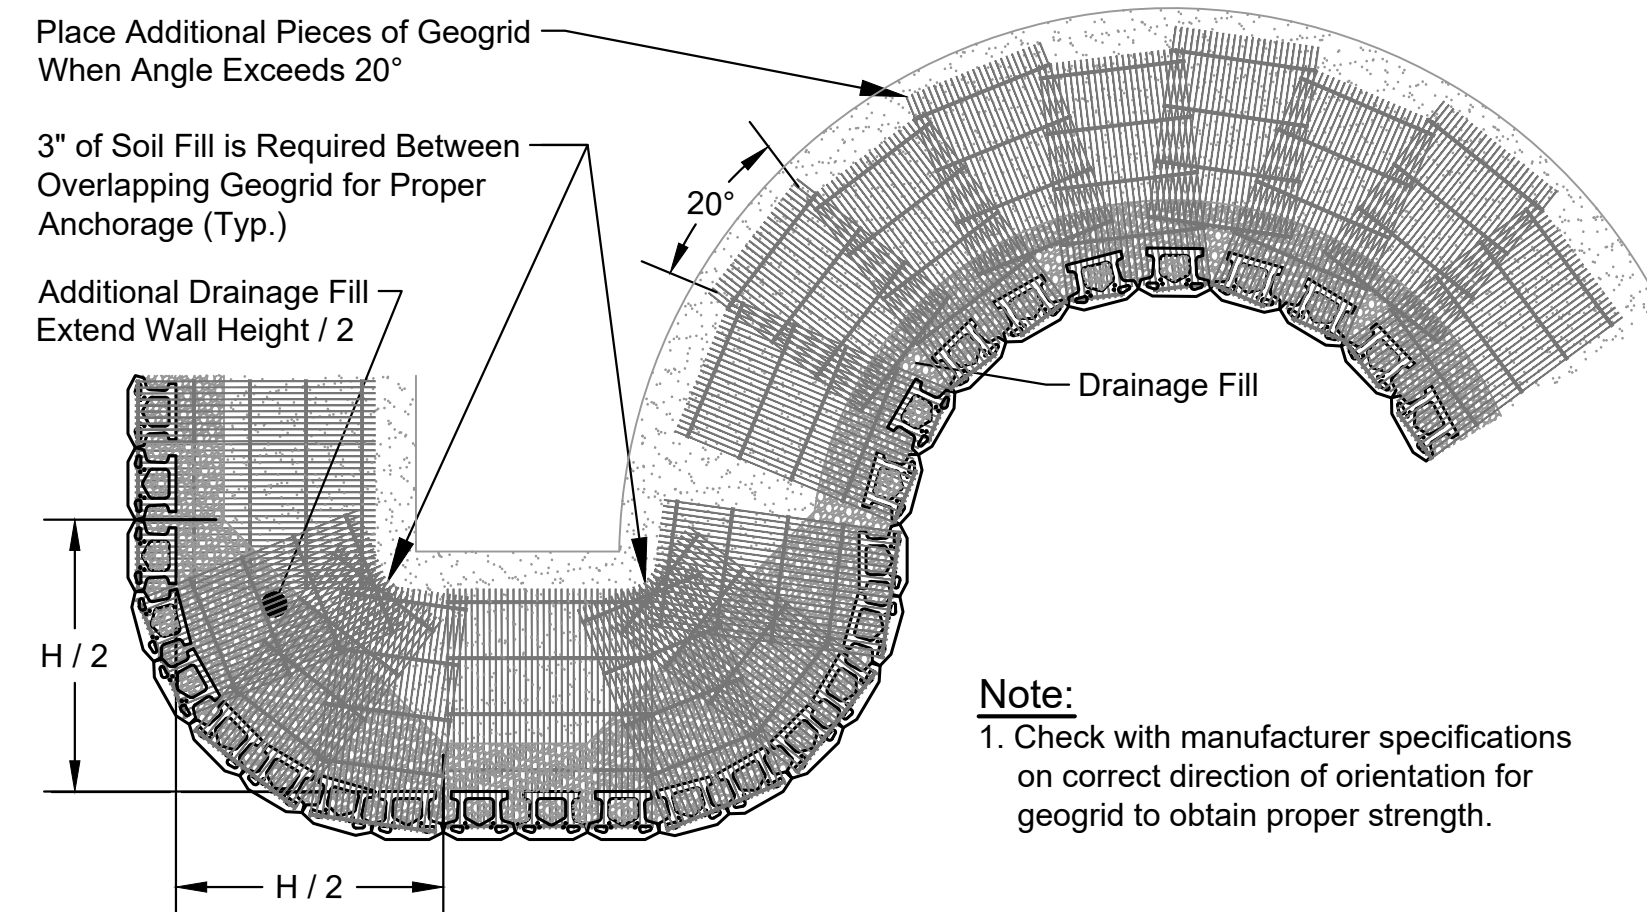 Place Additional Pieces of Geogrid
When Angle Exceeds 20°
3" of Soil Fill is Required Between
Overlapping Geogrid for Proper
Anchorage (Typ.)
20°
Additional Drainage Fill
Extend Wall Height / 2
Drainage Fill
H / 2
Note:
1. Check with manufacturer specifications
on correct direction of orientation for
geogrid to obtain proper strength.
H / 2